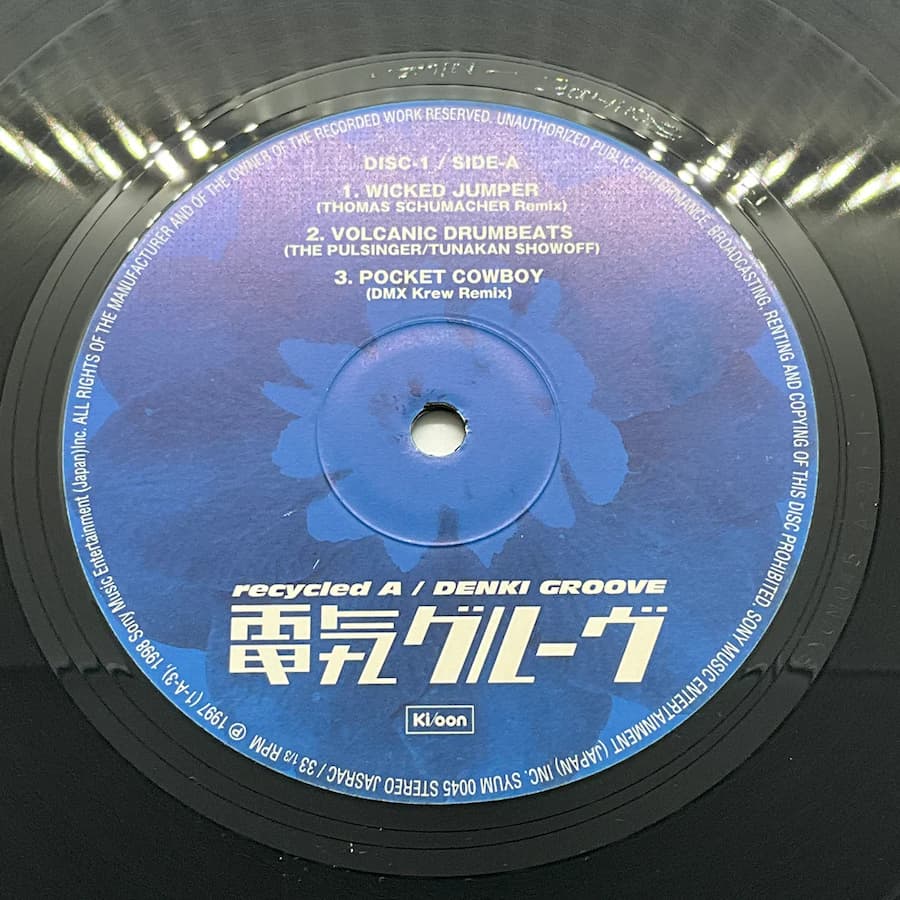 DISC-1 / SIDE-A
1. WICKED JUMPER
(THOMAS SCHUMACHER Remix)
2. VOLCANIC DRUMBEATS
(THE PULSINGER/TUNAKAN SHOWOFF)
3. POCKET COWBOY
(DMX Krew Remix)
recycled A / DENKI GROOVE
電気グルーヴ
Ki/oon
ALL RIGHTS OF THE MANUFACTURER AND OF THE OWNER OF THE RECORDED WORK RESERVED. UNAUTHORIZED PUBLIC PERFORMANCE, BROADCASTING, RENTING AND COPYING OF THIS DISC PROHIBITED. SONY MUSIC ENTERTAINMENT (JAPAN) INC. SYUM 0045 STEREO JASRAC / 33 1/3 RPM ℗ 1997 (1-A-3), 1998 Sony Music Entertainment (Japan) Inc.